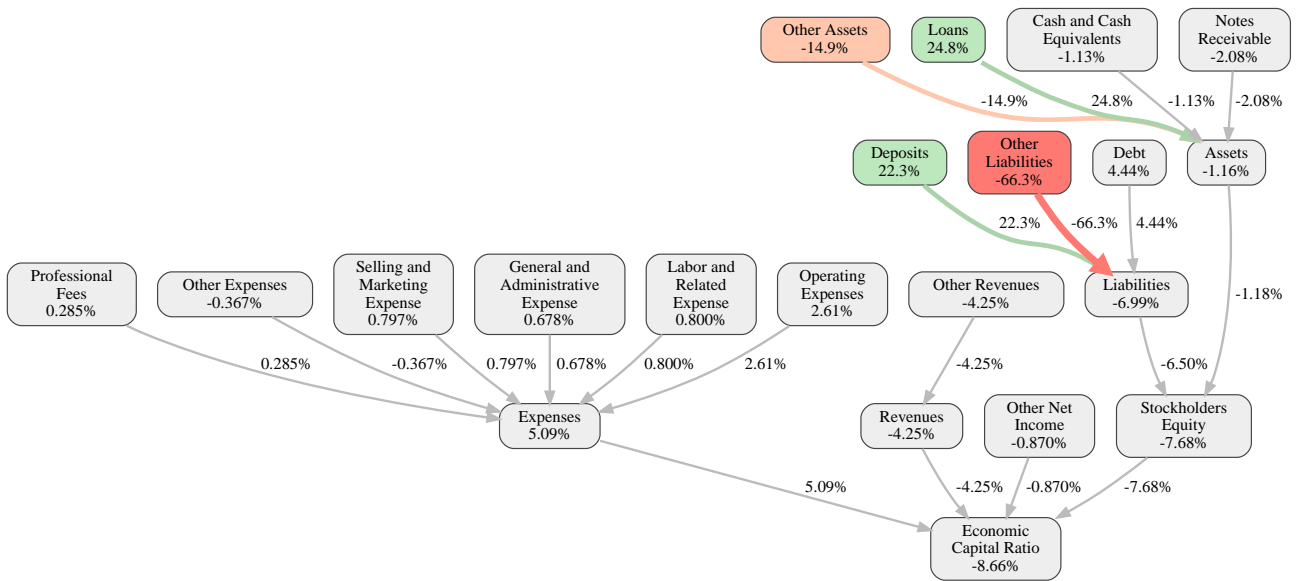 Other Assets
-14.9%
Loans
24.8%
Cash and Cash
Equivalents
-1.13%
Notes
Receivable
-2.08%
-14.9%
24.8%
-1.13%
-2.08%
Deposits
22.3%
Other
Liabilities
-66.3%
Debt
4.44%
Assets
-1.16%
22.3%
-66.3%
4.44%
-1.18%
Professional
Fees
0.285%
Other Expenses
-0.367%
Selling and
Marketing
Expense
0.797%
General and
Administrative
Expense
0.678%
Labor and
Related
Expense
0.800%
Operating
Expenses
2.61%
Other Revenues
-4.25%
Liabilities
-6.99%
0.285%
-0.367%
0.797%
0.678%
0.800%
2.61%
-4.25%
-6.50%
Expenses
5.09%
Revenues
-4.25%
Other Net
Income
-0.870%
Stockholders
Equity
-7.68%
5.09%
-4.25%
-0.870%
-7.68%
Economic
Capital Ratio
-8.66%